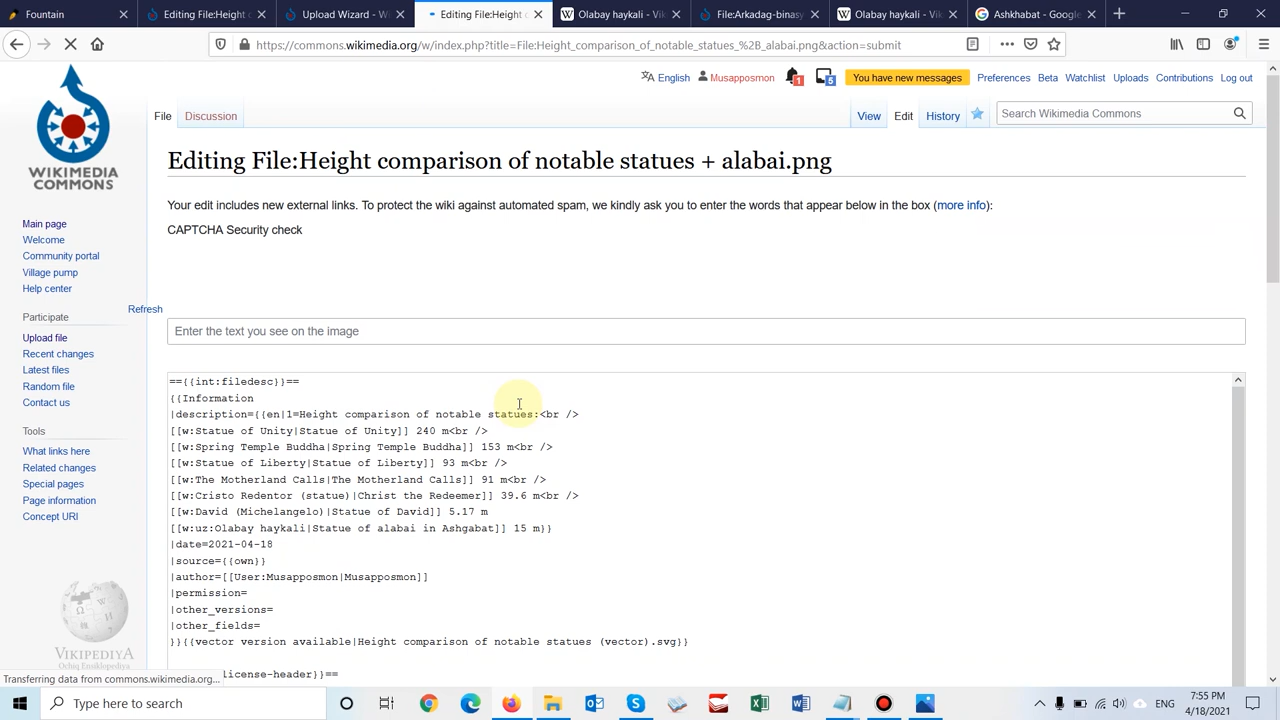 Fountain
Editing File:Height c
Upload Wizard - Wi
Editing File:Height c
Olabay haykali - Vik
File:Arkadag-binasy
Olabay haykali - Vik
Ashkhabat - Google
https://commons.wikimedia.org/w/index.php?title=File:Height_comparison_of_notable_statues_%2B_alabai.png&action=submit
English
Musapposmon
1
5
You have new messages
Preferences
Beta
Watchlist
Uploads
Contributions
Log out
File
Discussion
View
Edit
History
Search Wikimedia Commons
WIKIMEDIA
COMMONS
Editing File:Height comparison of notable statues + alabai.png
Your edit includes new external links. To protect the wiki against automated spam, we kindly ask you to enter the words that appear below in the box (more info):
CAPTCHA Security check
Refresh
Enter the text you see on the image
Main page
Welcome
Community portal
Village pump
Help center
Participate
Upload file
Recent changes
Latest files
Random file
Contact us
Tools
What links here
Related changes
Special pages
Page information
Concept URI
VIKIPEDIYA
Ochiq Ensiklopediya
=={{int:filedesc}}==
{{Information
|description={{en|1=Height comparison of notable statues:<br />
[[w:Statue of Unity|Statue of Unity]] 240 m<br />
[[w:Spring Temple Buddha|Spring Temple Buddha]] 153 m<br />
[[w:Statue of Liberty|Statue of Liberty]] 93 m<br />
[[w:The Motherland Calls|The Motherland Calls]] 91 m<br />
[[w:Cristo Redentor (statue)|Christ the Redeemer]] 39.6 m<br />
[[w:David (Michelangelo)|Statue of David]] 5.17 m
[[w:uz:Olabay haykali|Statue of alabai in Ashgabat]] 15 m}}
|date=2021-04-18
|source={{own}}
|author=[[User:Musapposmon|Musapposmon]]
|permission=
|other_versions=
|other_fields=
}}{{vector version available|Height comparison of notable statues (vector).svg}}
license-header}}==
Transferring data from commons.wikimedia.org...
Type here to search
ENG
7:55 PM
4/18/2021